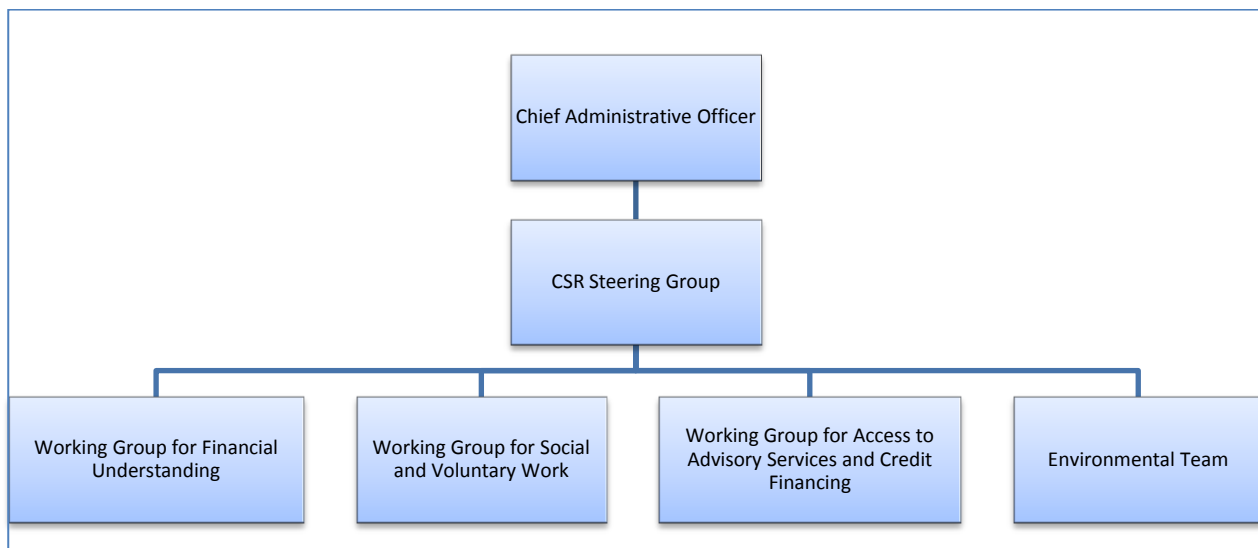 Chief Administrative Officer
CSR Steering Group
Working Group for Financial
Understanding
Working Group for Social
and Voluntary Work
Working Group for Access to
Advisory Services and Credit
Financing
Environmental Team